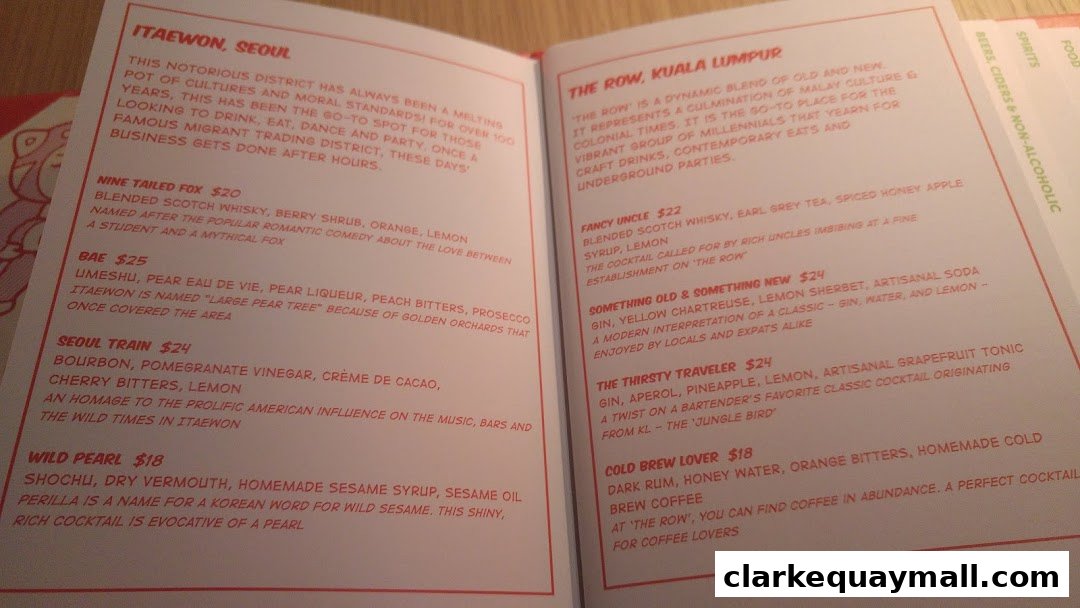 ITAEWON, SEOUL
THIS NOTORIOUS DISTRICT HAS ALWAYS BEEN A MELTING
POT OF CULTURES AND MORAL STANDARDS! FOR OVER 100
YEARS, THIS HAS BEEN THE GO-TO SPOT FOR THOSE
LOOKING TO DRINK, EAT, DANCE AND PARTY. ONCE A
FAMOUS MIGRANT TRADING DISTRICT, THESE DAYS'
BUSINESS GETS DONE AFTER HOURS.
NINE TAILED FOX $20
BLENDED SCOTCH WHISKY, BERRY SHRUB, ORANGE, LEMON
NAMED AFTER THE POPULAR ROMANTIC COMEDY ABOUT THE LOVE BETWEEN
A STUDENT AND A MYTHICAL FOX
BAE $25
UMESHU, PEAR EAU DE VIE, PEAR LIQUEUR, PEACH BITTERS, PROSECCO
ITAEWON IS NAMED "LARGE PEAR TREE" BECAUSE OF GOLDEN ORCHARDS THAT
ONCE COVERED THE AREA
SEOUL TRAIN $24
BOURBON, POMEGRANATE VINEGAR, CRÈME DE CACAO,
CHERRY BITTERS, LEMON
AN HOMAGE TO THE PROLIFIC AMERICAN INFLUENCE ON THE MUSIC, BARS AND
THE WILD TIMES IN ITAEWON
WILD PEARL $18
SHOCHU, DRY VERMOUTH, HOMEMADE SESAME SYRUP, SESAME OIL
PERILLA IS A NAME FOR A KOREAN WORD FOR WILD SESAME. THIS SHINY,
RICH COCKTAIL IS EVOCATIVE OF A PEARL
THE ROW, KUALA LUMPUR
'THE ROW' IS A DYNAMIC BLEND OF OLD AND NEW.
IT REPRESENTS A CULMINATION OF MALAY CULTURE &
COLONIAL TIMES. IT IS THE GO-TO PLACE FOR THE
VIBRANT GROUP OF MILLENNIALS THAT YEARN FOR
CRAFT DRINKS, CONTEMPORARY EATS AND
UNDERGROUND PARTIES.
FANCY UNCLE $22
BLENDED SCOTCH WHISKY, EARL GREY TEA, SPICED HONEY APPLE
SYRUP, LEMON
THE COCKTAIL CALLED FOR BY RICH UNCLES IMBIBING AT A FINE
ESTABLISHMENT ON 'THE ROW'
SOMETHING OLD & SOMETHING NEW $24
GIN, YELLOW CHARTREUSE, LEMON SHERBET, ARTISANAL SODA
A MODERN INTERPRETATION OF A CLASSIC – GIN, WATER, AND LEMON –
ENJOYED BY LOCALS AND EXPATS ALIKE
THE THIRSTY TRAVELER $24
GIN, APEROL, PINEAPPLE, LEMON, ARTISANAL GRAPEFRUIT TONIC
A TWIST ON A BARTENDER'S FAVORITE CLASSIC COCKTAIL ORIGINATING
FROM KL – THE 'JUNGLE BIRD'
COLD BREW LOVER $18
DARK RUM, HONEY WATER, ORANGE BITTERS, HOMEMADE COLD
BREW COFFEE
AT 'THE ROW', YOU CAN FIND COFFEE IN ABUNDANCE. A PERFECT COCKTAIL
FOR COFFEE LOVERS
BEERS, CIDERS & NON-ALCOHOLIC
SPIRITS
FOOD
clarkequaymall.com